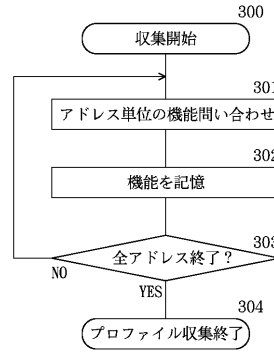 300
収集開始
301
アドレス単位の機能問い合わせ
302
機能を記憶
303
全アドレス終了？
NO
YES
304
プロファイル収集終了